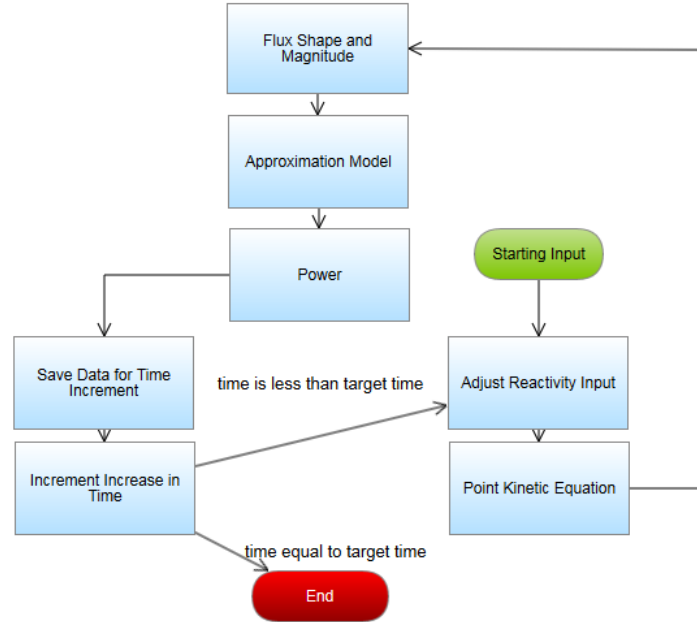 Flux Shape and
Magnitude
Approximation Model
Power
Starting Input
Save Data for Time
Increment
time is less than target time
Adjust Reactivity Input
Increment Increase in
Time
Point Kinetic Equation
time equal to target time
End